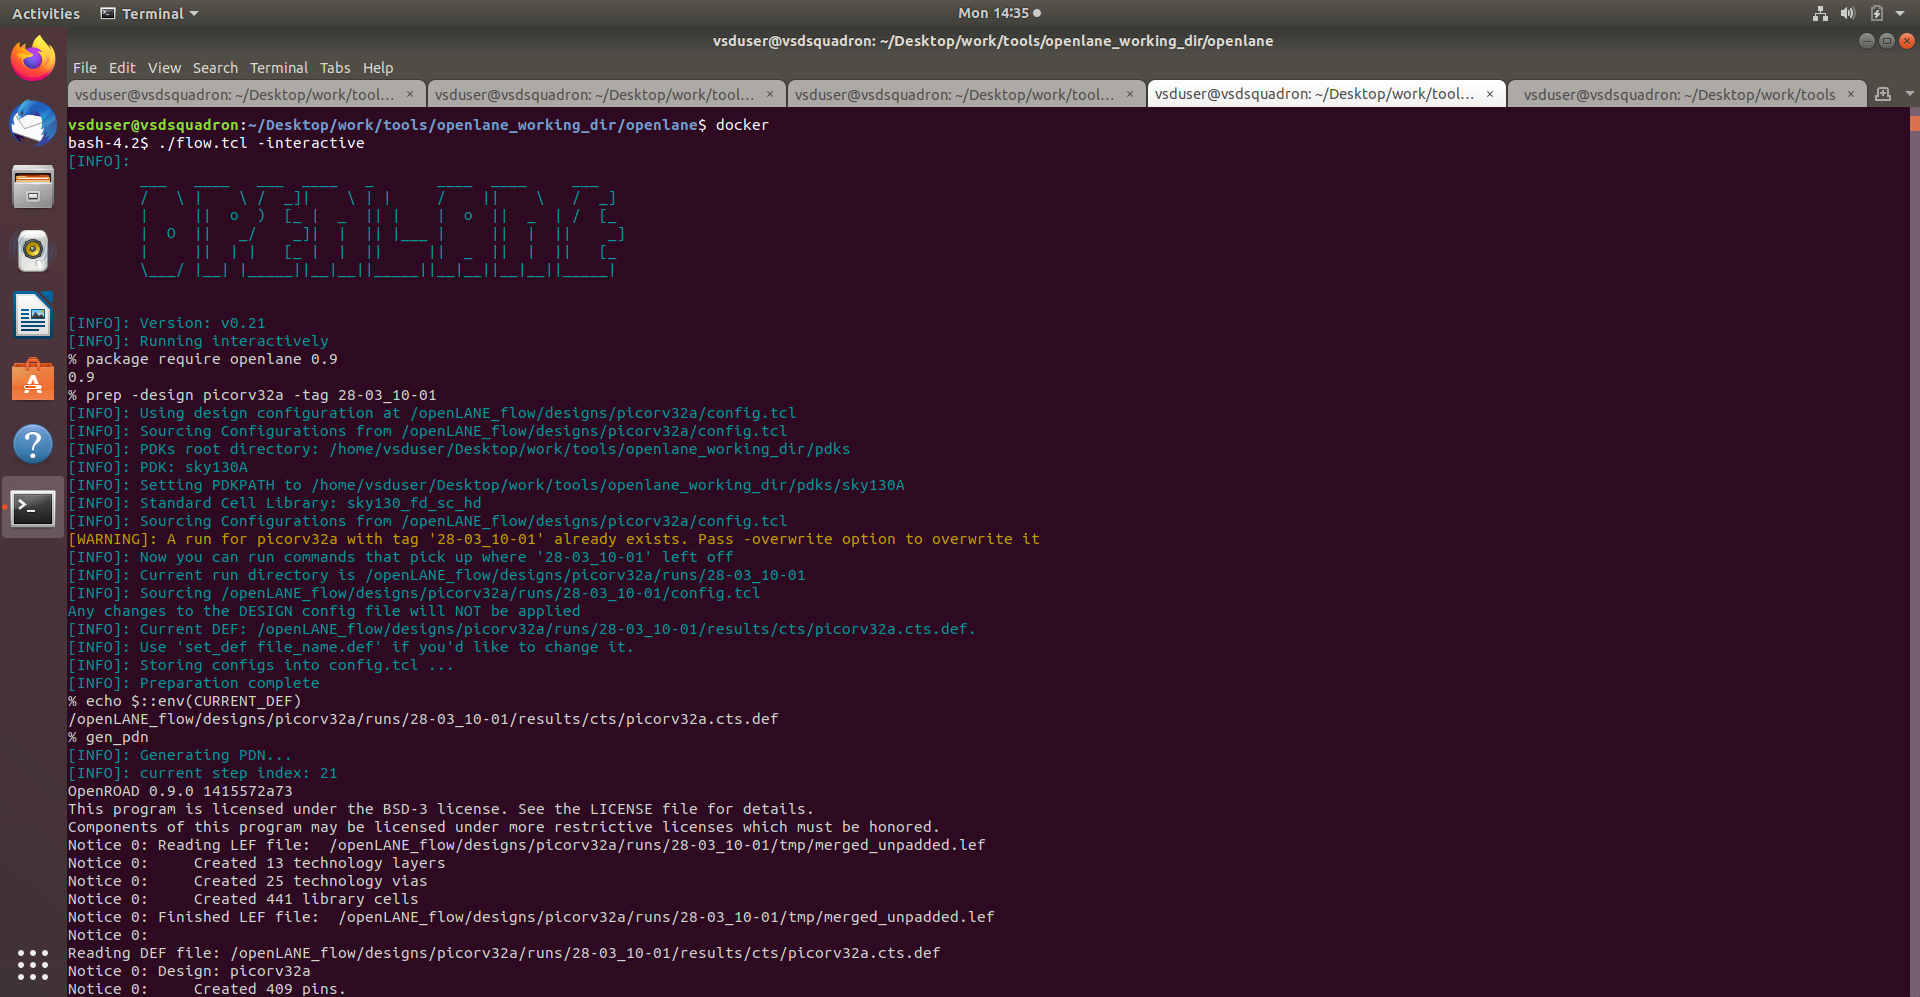 Activities
Terminal
Mon 14:35
vsduser@vsdsquadron: ~/Desktop/work/tools/openlane_working_dir/openlane
File Edit View Search Terminal Tabs Help
vsduser@vsdsquadron: ~/Desktop/work/tool...
vsduser@vsdsquadron: ~/Desktop/work/tool...
vsduser@vsdsquadron: ~/Desktop/work/tool...
vsduser@vsdsquadron: ~/Desktop/work/tool...
vsduser@vsdsquadron: ~/Desktop/work/tools
vsduser@vsdsquadron:~/Desktop/work/tools/openlane_working_dir/openlane$ docker
bash-4.2$ ./flow.tcl -interactive
[INFO]:
OPENLANE
[INFO]: Version: v0.21
[INFO]: Running interactively
% package require openlane 0.9
0.9
% prep -design picorv32a -tag 28-03_10-01
[INFO]: Using design configuration at /openLANE_flow/designs/picorv32a/config.tcl
[INFO]: Sourcing Configurations from /openLANE_flow/designs/picorv32a/config.tcl
[INFO]: PDKs root directory: /home/vsduser/Desktop/work/tools/openlane_working_dir/pdks
[INFO]: PDK: sky130A
[INFO]: Setting PDKPATH to /home/vsduser/Desktop/work/tools/openlane_working_dir/pdks/sky130A
[INFO]: Standard Cell Library: sky130_fd_sc_hd
[INFO]: Sourcing Configurations from /openLANE_flow/designs/picorv32a/config.tcl
[WARNING]: A run for picorv32a with tag '28-03_10-01' already exists. Pass -overwrite option to overwrite it
[INFO]: Now you can run commands that pick up where '28-03_10-01' left off
[INFO]: Current run directory is /openLANE_flow/designs/picorv32a/runs/28-03_10-01
[INFO]: Sourcing /openLANE_flow/designs/picorv32a/runs/28-03_10-01/config.tcl
Any changes to the DESIGN config file will NOT be applied
[INFO]: Current DEF: /openLANE_flow/designs/picorv32a/runs/28-03_10-01/results/cts/picorv32a.cts.def.
[INFO]: Use 'set_def file_name.def' if you'd like to change it.
[INFO]: Storing configs into config.tcl ...
[INFO]: Preparation complete
% echo $::env(CURRENT_DEF)
/openLANE_flow/designs/picorv32a/runs/28-03_10-01/results/cts/picorv32a.cts.def
% gen_pdn
[INFO]: Generating PDN...
[INFO]: current step index: 21
OpenROAD 0.9.0 1415572a73
This program is licensed under the BSD-3 license. See the LICENSE file for details.
Components of this program may be licensed under more restrictive licenses which must be honored.
Notice 0: Reading LEF file:  /openLANE_flow/designs/picorv32a/runs/28-03_10-01/tmp/merged_unpadded.lef
Notice 0:     Created 13 technology layers
Notice 0:     Created 25 technology vias
Notice 0:     Created 441 library cells
Notice 0: Finished LEF file:  /openLANE_flow/designs/picorv32a/runs/28-03_10-01/tmp/merged_unpadded.lef
Notice 0:
Reading DEF file: /openLANE_flow/designs/picorv32a/runs/28-03_10-01/results/cts/picorv32a.cts.def
Notice 0: Design: picorv32a
Notice 0:     Created 409 pins.